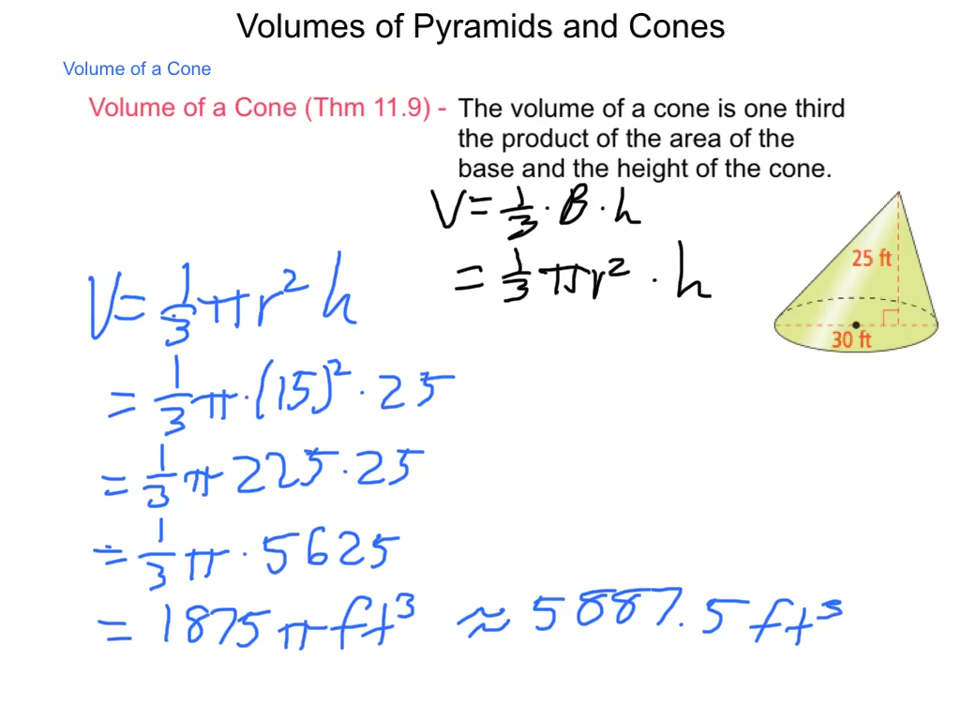 Volumes of Pyramids and Cones
Volume of a Cone
Volume of a Cone (Thm 11.9) - The volume of a cone is one third
the product of the area of the
base and the height of the cone.
V = 1/3 · B · h
= 1/3 πr² · h
25 ft
30 ft
V = 1/3 πr² h
= 1/3 π · (15)² · 25
= 1/3 π 225 · 25
= 1/3 π · 5625
= 1875 π ft³ ≈ 5887.5 ft³